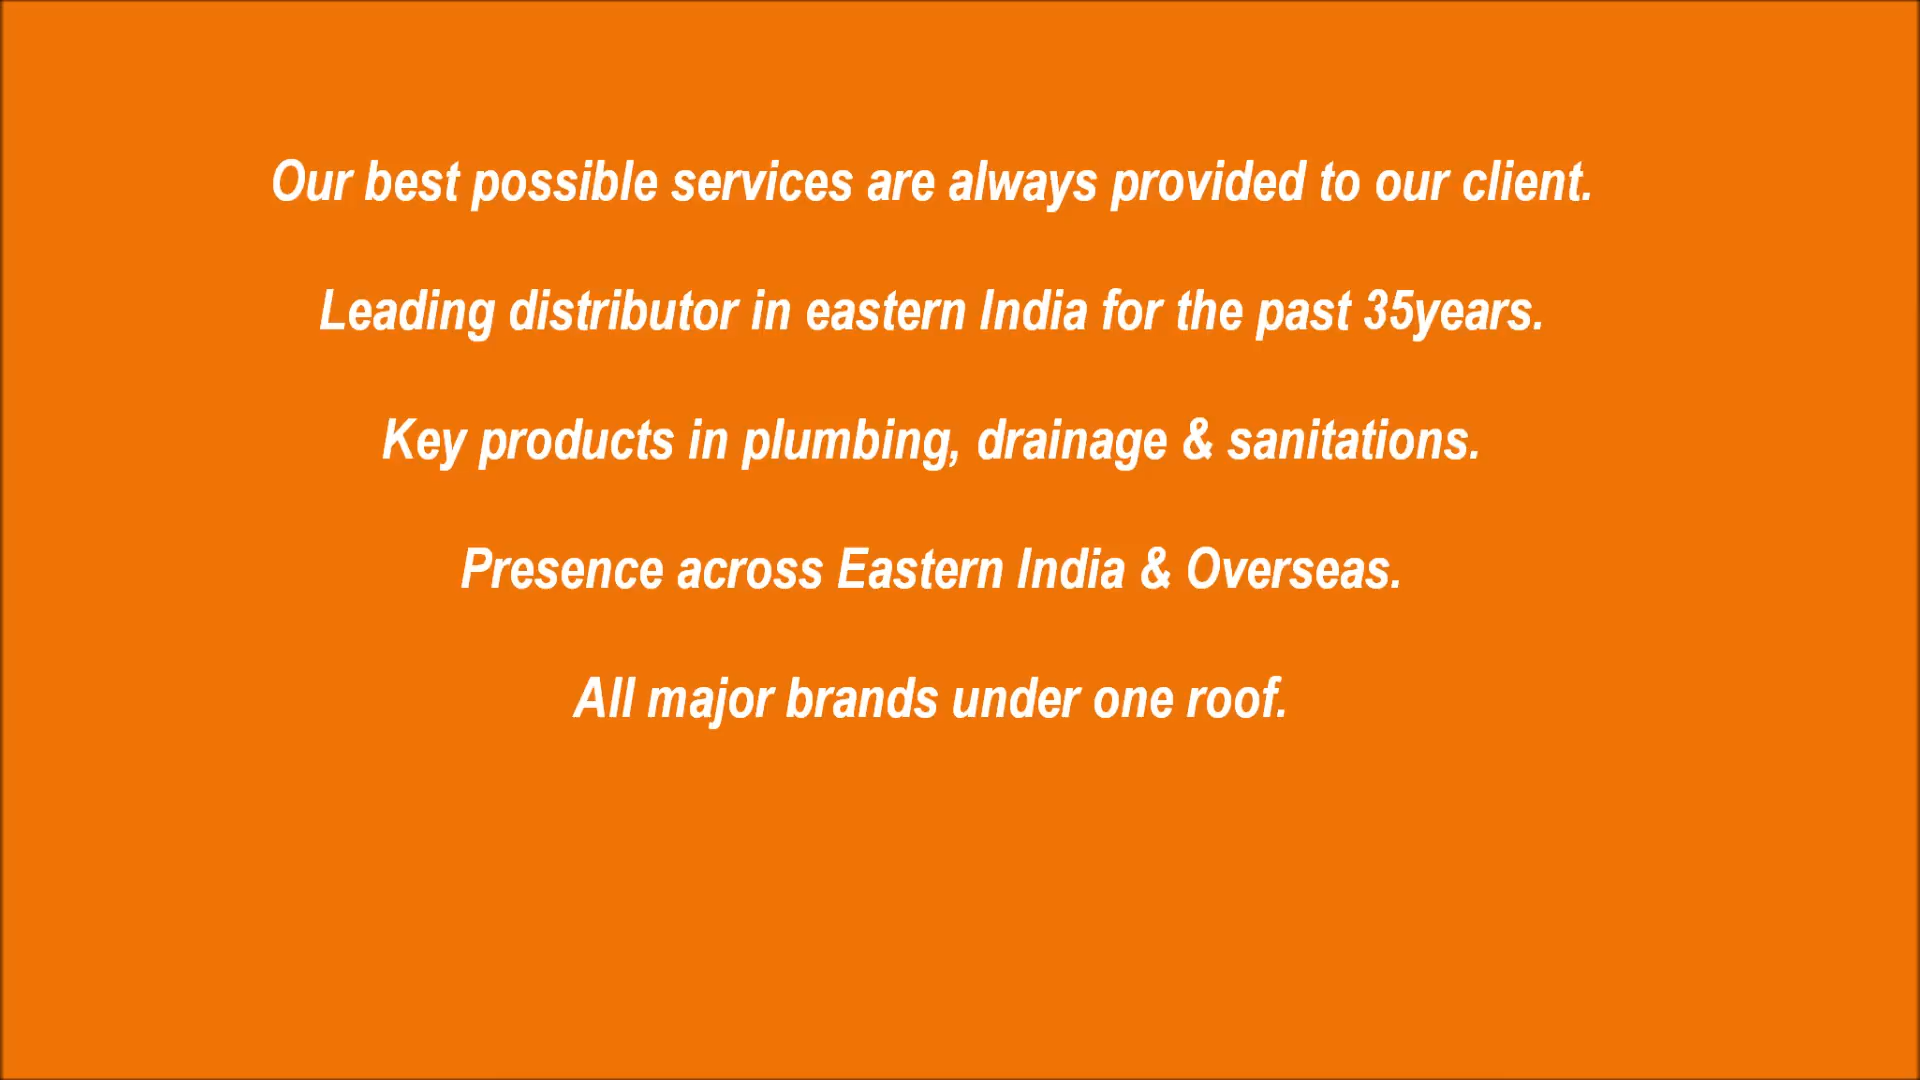 Our best possible services are always provided to our client.
Leading distributor in eastern India for the past 35years.
Key products in plumbing, drainage & sanitations.
Presence across Eastern India & Overseas.
All major brands under one roof.